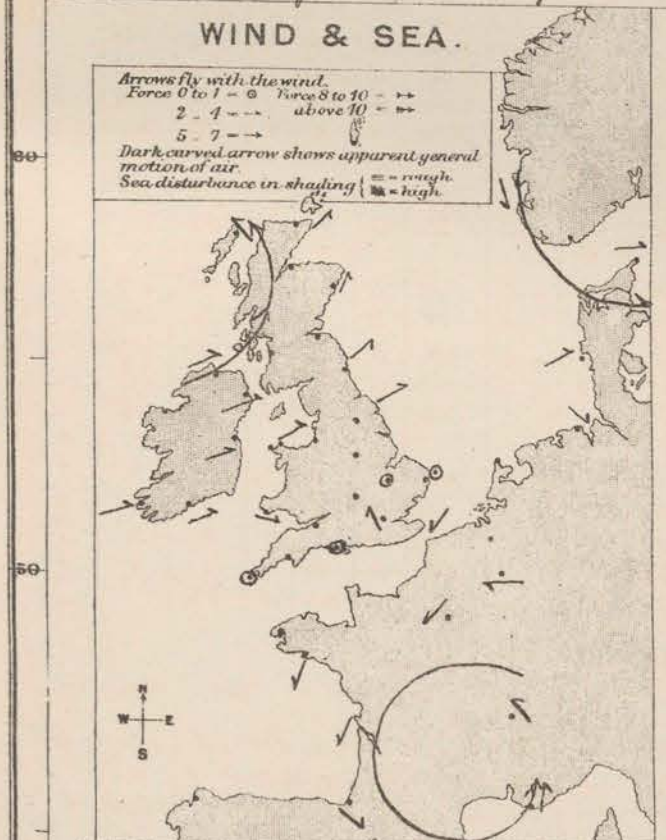 WIND & SEA.
Arrows fly with the wind.
Force 0 to 1 = Force 8 to 10 =
2 - 4 = above 10 =
5 - 7 =
Dark curved arrow shows apparent general
motion of air.
Sea disturbance in shading { = rough
= high
60
50
N
W E
S